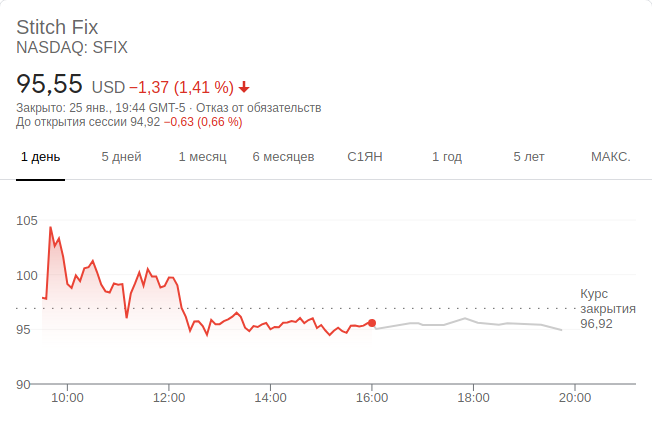 Stitch Fix
NASDAQ: SFIX
95,55 USD −1,37 (1,41 %)
Закрыто: 25 янв., 19:44 GMT-5 · Отказ от обязательств
До открытия сессии 94,92 −0,63 (0,66 %)
1 день 5 дней 1 месяц 6 месяцев С1ЯН 1 год 5 лет МАКС.
105
100
Курс
закрытия
96,92
95
90
10:00 12:00 14:00 16:00 18:00 20:00